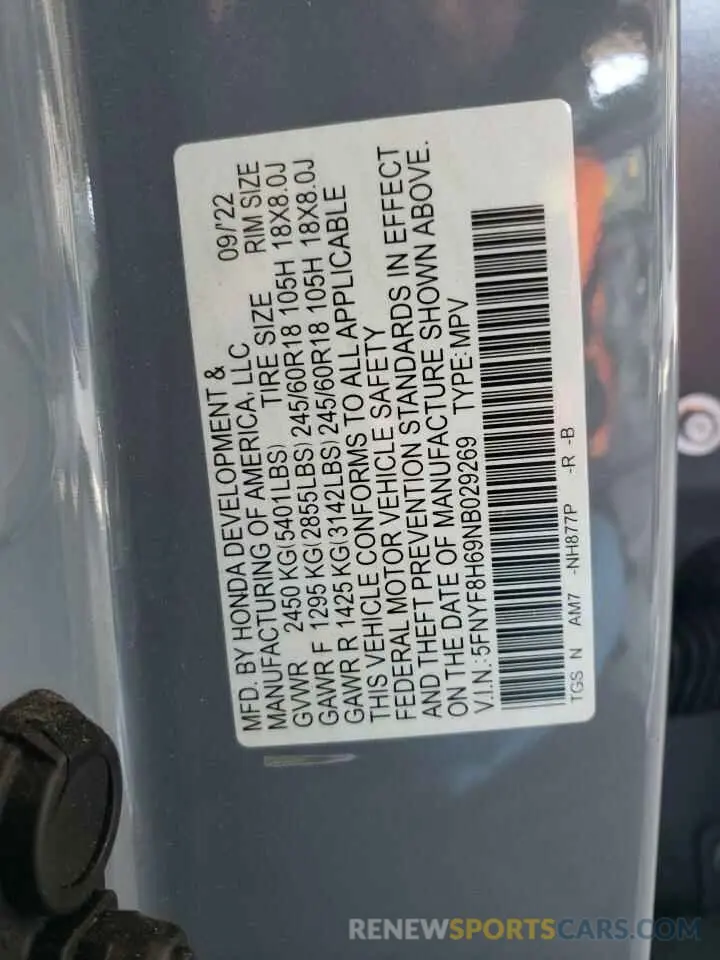 MFD. BY HONDA DEVELOPMENT & 09/'22
MANUFACTURING OF AMERICA, LLC
TIRE SIZE RIM SIZE
GVWR 2450 KG(5401LBS)
GAWR F 1295 KG(2855LBS) 245/60R18 105H 18X8.0J
GAWR R 1425 KG(3142LBS) 245/60R18 105H 18X8.0J
THIS VEHICLE CONFORMS TO ALL APPLICABLE
FEDERAL MOTOR VEHICLE SAFETY
AND THEFT PREVENTION STANDARDS IN EFFECT
ON THE DATE OF MANUFACTURE SHOWN ABOVE.
V.I.N.:5FNYF8H69NB029269 TYPE:MPV
TGS N AM7 -NH877P -R -B
RENEWSPORTSCARS.COM